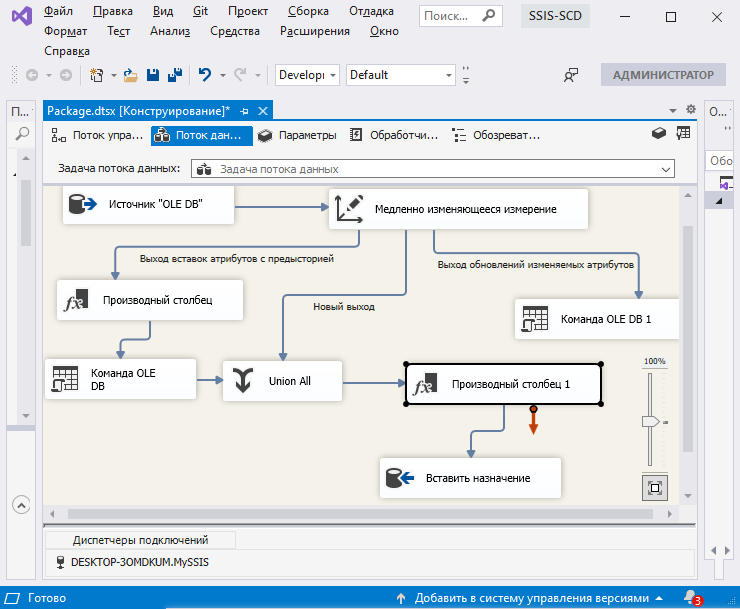 Файл Правка Вид Git Проект Сборка Отладка
Формат Тест Анализ Средства Расширения Окно
Справка
Поиск...
SSIS-SCD
Developı
Default
АДМИНИСТРАТОР
П...
Package.dtsx [Конструирование]*
О...
Поток упра... Поток дан... Параметры Обработчи... Обозреват...
Задача потока данных: Задача потока данных
Обо
Источник "OLE DB"
Медленно изменяющееся измерение
Выход вставок атрибутов с предысторией
Выход обновлений изменяемых атрибутов
Производный столбец
Новый выход
Команда OLE DB 1
Команда OLE
DB
Union All
Производный столбец 1
100%
Вставить назначение
Диспетчеры подключений
DESKTOP-3OMDKUM.MySSIS
Готово
Добавить в систему управления версиями
3